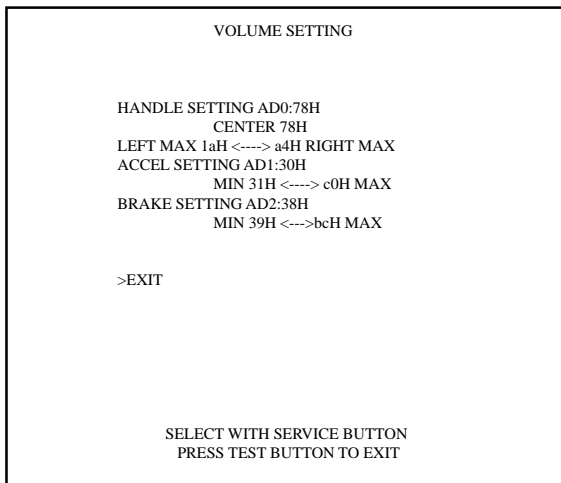 VOLUME SETTING
HANDLE SETTING AD0:78H
CENTER 78H
LEFT MAX 1aH <----> a4H RIGHT MAX
ACCEL SETTING AD1:30H
MIN 31H <----> c0H MAX
BRAKE SETTING AD2:38H
MIN 39H <--->bcH MAX
>EXIT
SELECT WITH SERVICE BUTTON
PRESS TEST BUTTON TO EXIT